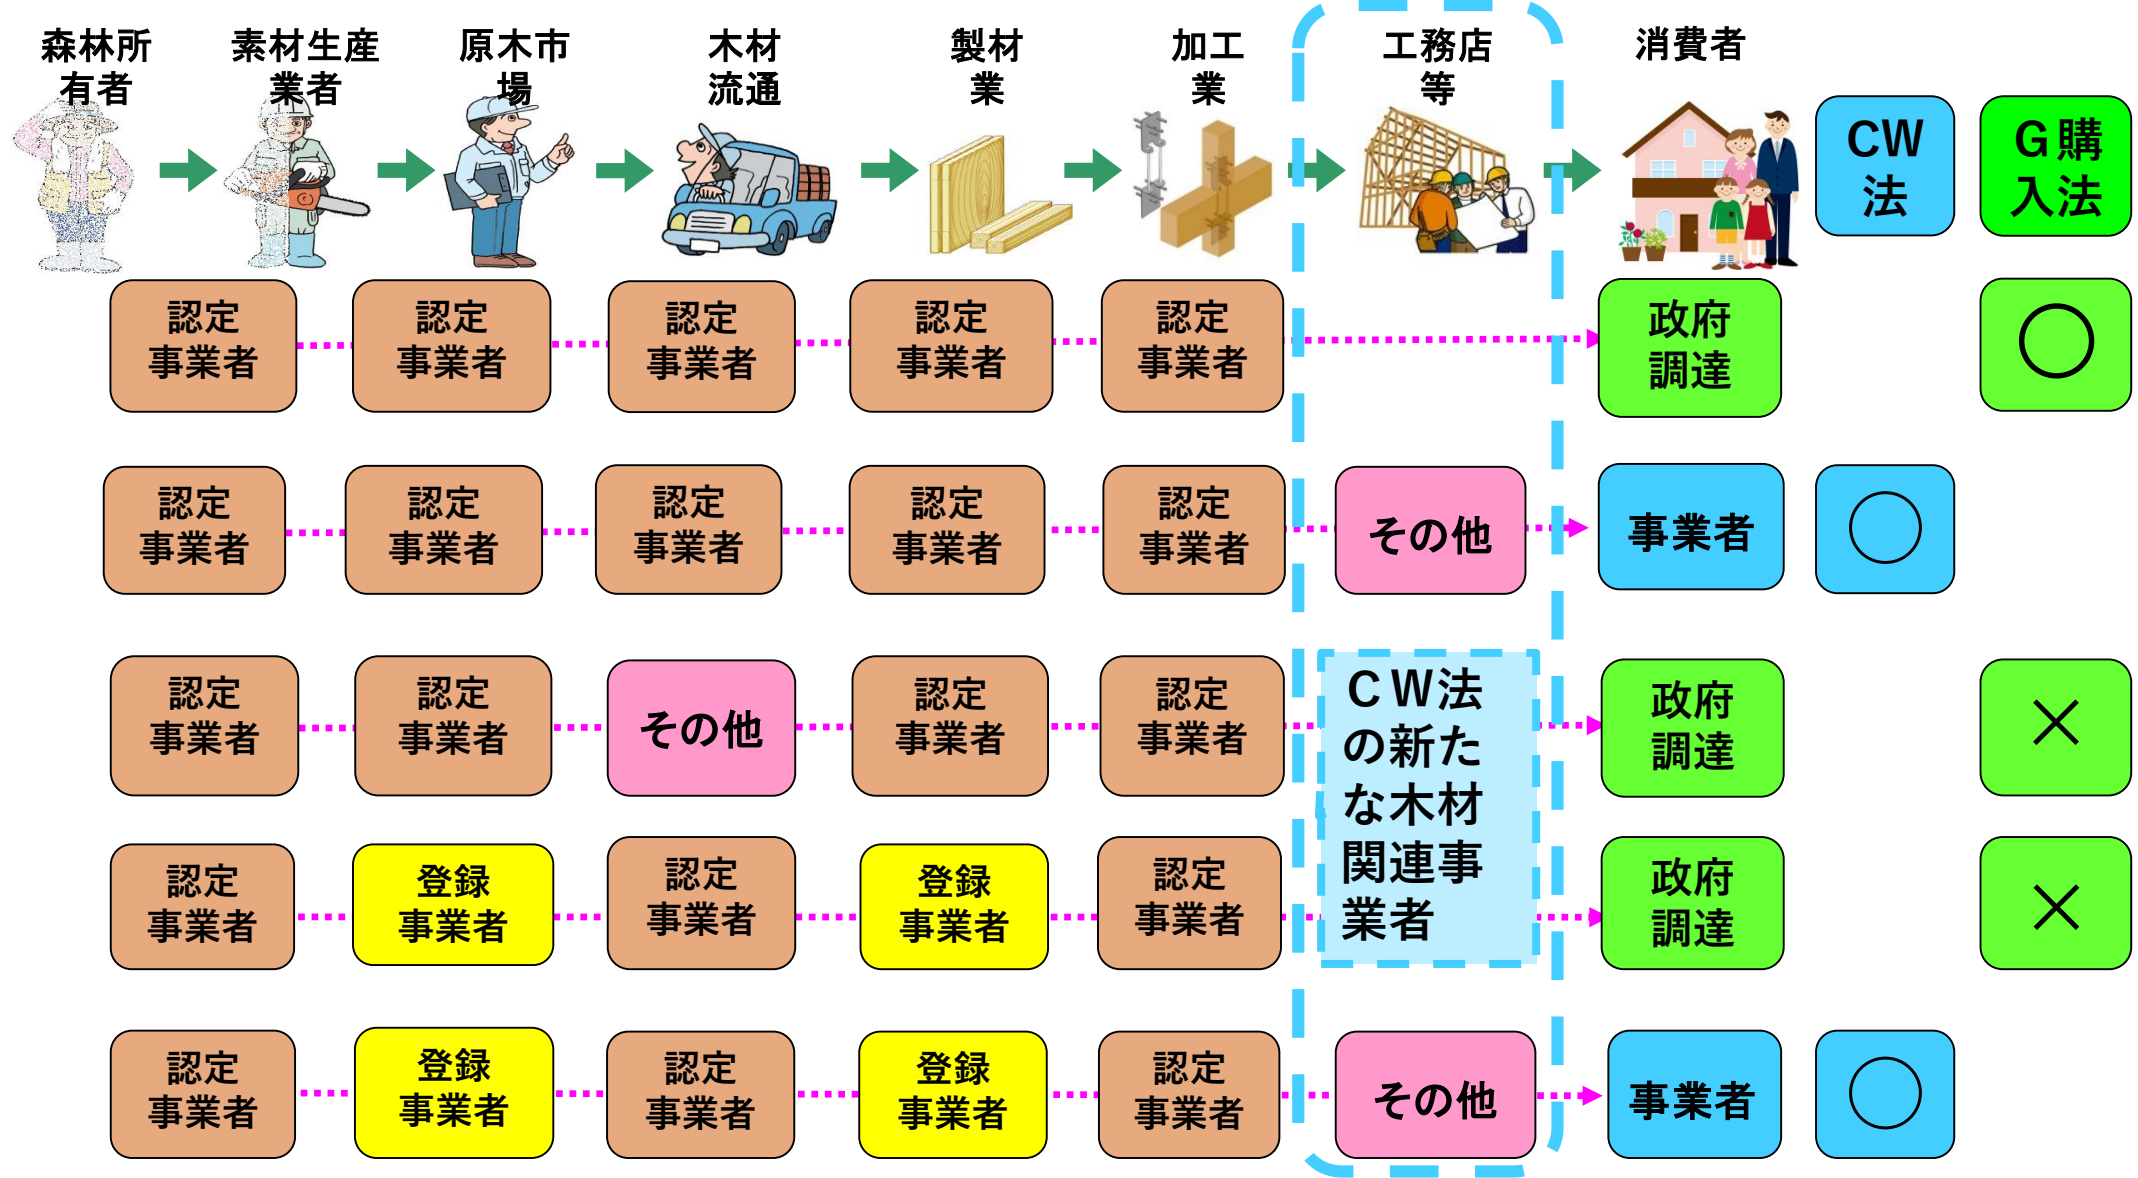 森林所
有者
素材生産
業者
原木市
場
木材
流通
製材
業
加工
業
工務店
等
消費者
CW
法
G購
入法
認定
事業者
認定
事業者
認定
事業者
認定
事業者
認定
事業者
政府
調達
○
認定
事業者
認定
事業者
認定
事業者
認定
事業者
認定
事業者
その他
事業者
○
認定
事業者
認定
事業者
その他
認定
事業者
認定
事業者
CW法
の新た
な木材
関連事
業者
政府
調達
×
認定
事業者
登録
事業者
認定
事業者
登録
事業者
認定
事業者
政府
調達
×
認定
事業者
登録
事業者
認定
事業者
登録
事業者
認定
事業者
その他
事業者
○